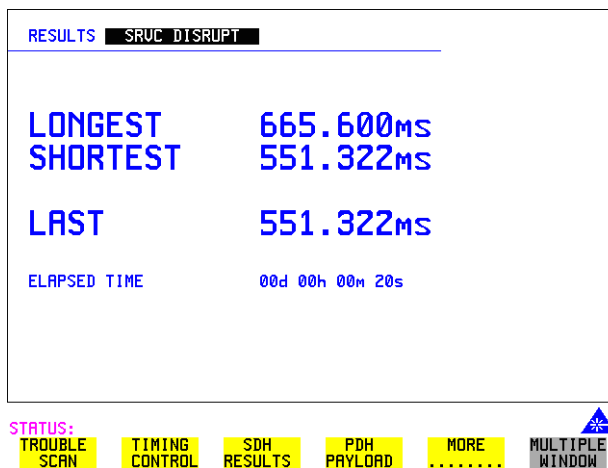 RESULTS SRVC DISRUPT
LONGEST 665.600ms
SHORTEST 551.322ms
LAST 551.322ms
ELAPSED TIME 00d 00h 00m 20s
STATUS:
TROUBLE SCAN TIMING CONTROL SDH RESULTS PDH PAYLOAD MORE ........ MULTIPLE WINDOW